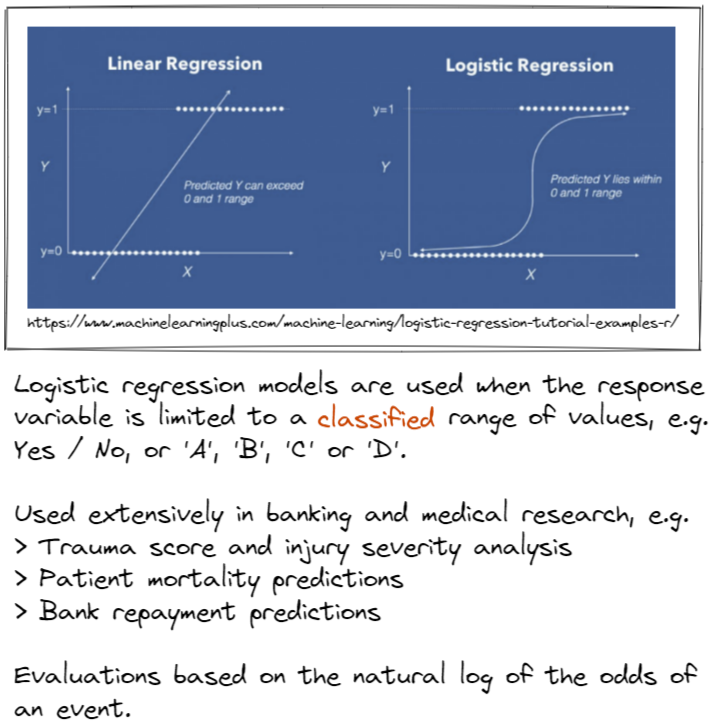 Linear Regression
Logistic Regression
y=1
Y
Predicted Y can exceed
0 and 1 range
y=0
X
y=1
Y
Predicted Y lies within
0 and 1 range
y=0
X
https://www.machinelearningplus.com/machine-learning/logistic-regression-tutorial-examples-r/
Logistic regression models are used when the response
variable is limited to a classified range of values, e.g.
Yes / No, or 'A', 'B', 'C' or 'D'.
Used extensively in banking and medical research, e.g.
> Trauma score and injury severity analysis
> Patient mortality predictions
> Bank repayment predictions
Evaluations based on the natural log of the odds of
an event.